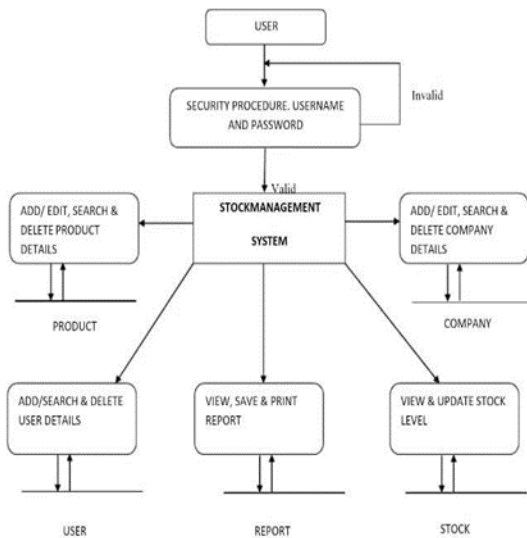 USER
Invalid
SECURITY PROCEDURE. USERNAME
AND PASSWORD
Valid
STOCKMANAGEMENT
SYSTEM
ADD/ EDIT, SEARCH &
DELETE PRODUCT
DETAILS
ADD/ EDIT, SEARCH &
DELETE COMPANY
DETAILS
PRODUCT
COMPANY
ADD/SEARCH & DELETE
USER DETAILS
VIEW, SAVE & PRINT
REPORT
VIEW & UPDATE STOCK
LEVEL
USER
REPORT
STOCK